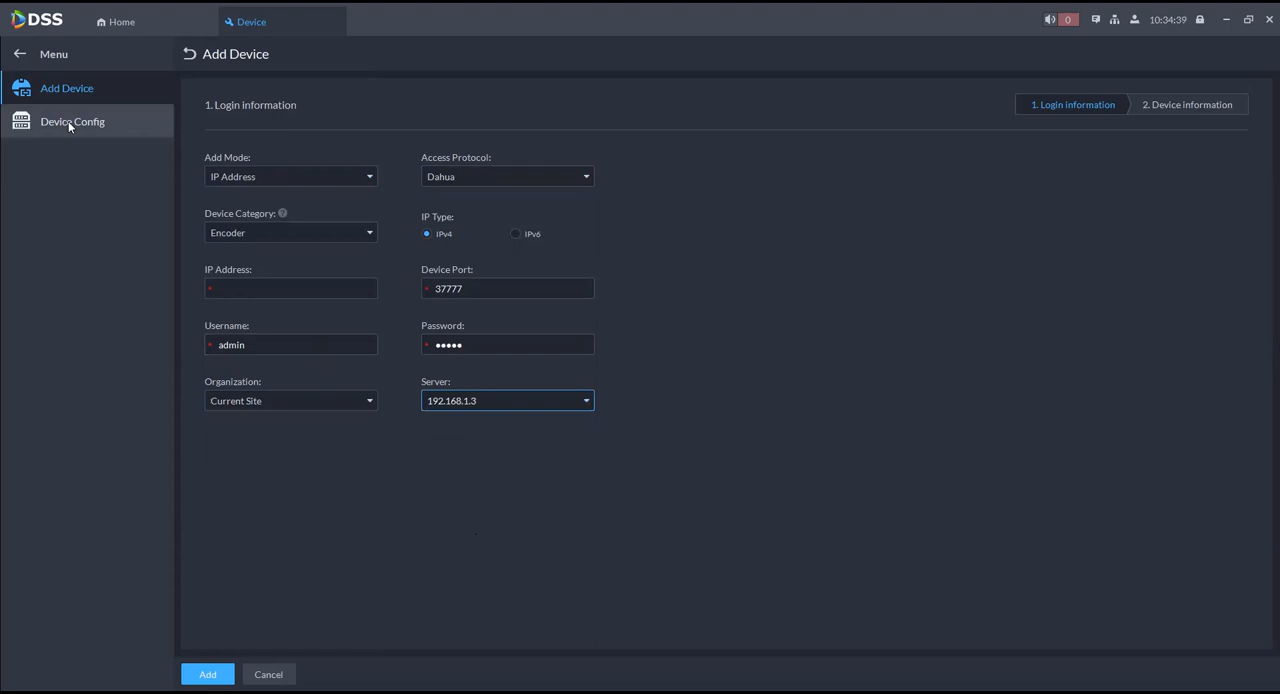 DSS Home Device 0 10:34:39
Menu Add Device
Add Device
Device Config
1. Login information 1. Login information 2. Device information
Add Mode: Access Protocol:
IP Address Dahua
Device Category: ? IP Type:
Encoder IPv4 IPv6
IP Address: Device Port:
* * 37777
Username: Password:
* admin * •••••
Organization: Server:
Current Site 192.168.1.3
Add Cancel